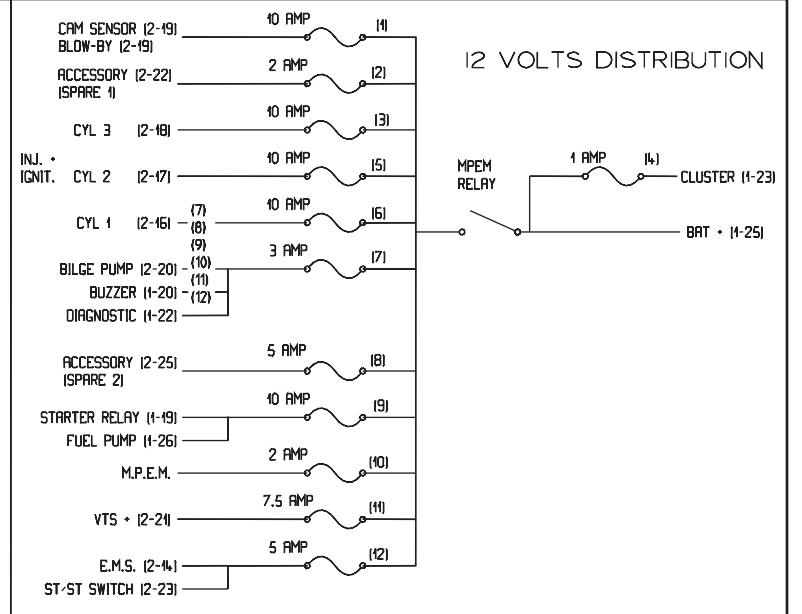 12 VOLTS DISTRIBUTION
CAM SENSOR (2-19)
BLOW-BY (2-19)
10 AMP
(1)
ACCESSORY (2-22)
(SPARE 1)
2 AMP
(2)
CYL 3 (2-18)
10 AMP
(3)
INJ. +
IGNIT.
CYL 2 (2-17)
10 AMP
(5)
CYL 1 (2-16)
10 AMP
(6)
(7)
(8)
(9)
(10)
(11)
(12)
BILGE PUMP (2-20)
BUZZER (1-20)
DIAGNOSTIC (1-22)
3 AMP
(7)
ACCESSORY (2-25)
(SPARE 2)
5 AMP
(8)
STARTER RELAY (1-19)
FUEL PUMP (1-26)
10 AMP
(9)
M.P.E.M.
2 AMP
(10)
VTS + (2-21)
7.5 AMP
(11)
E.M.S. (2-14)
ST/ST SWITCH (2-23)
5 AMP
(12)
MPEM
RELAY
1 AMP
(4)
CLUSTER (1-23)
BAT + (1-25)